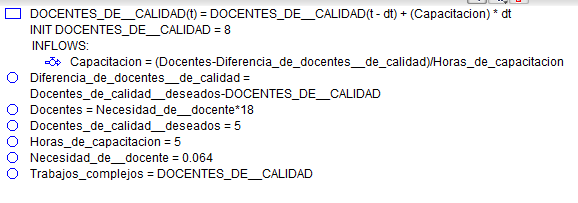 DOCENTES_DE__CALIDAD(t) = DOCENTES_DE__CALIDAD(t - dt) + (Capacitacion) * dt
INIT DOCENTES_DE__CALIDAD = 8
INFLOWS:
Capacitacion = (Docentes-Diferencia_de_docentes__de_calidad)/Horas_de_capacitacion
Diferencia_de_docentes__de_calidad =
Docentes_de_calidad__deseados-DOCENTES_DE__CALIDAD
Docentes = Necesidad_de__docente*18
Docentes_de_calidad__deseados = 5
Horas_de_capacitacion = 5
Necesidad_de__docente = 0.064
Trabajos_complejos = DOCENTES_DE__CALIDAD